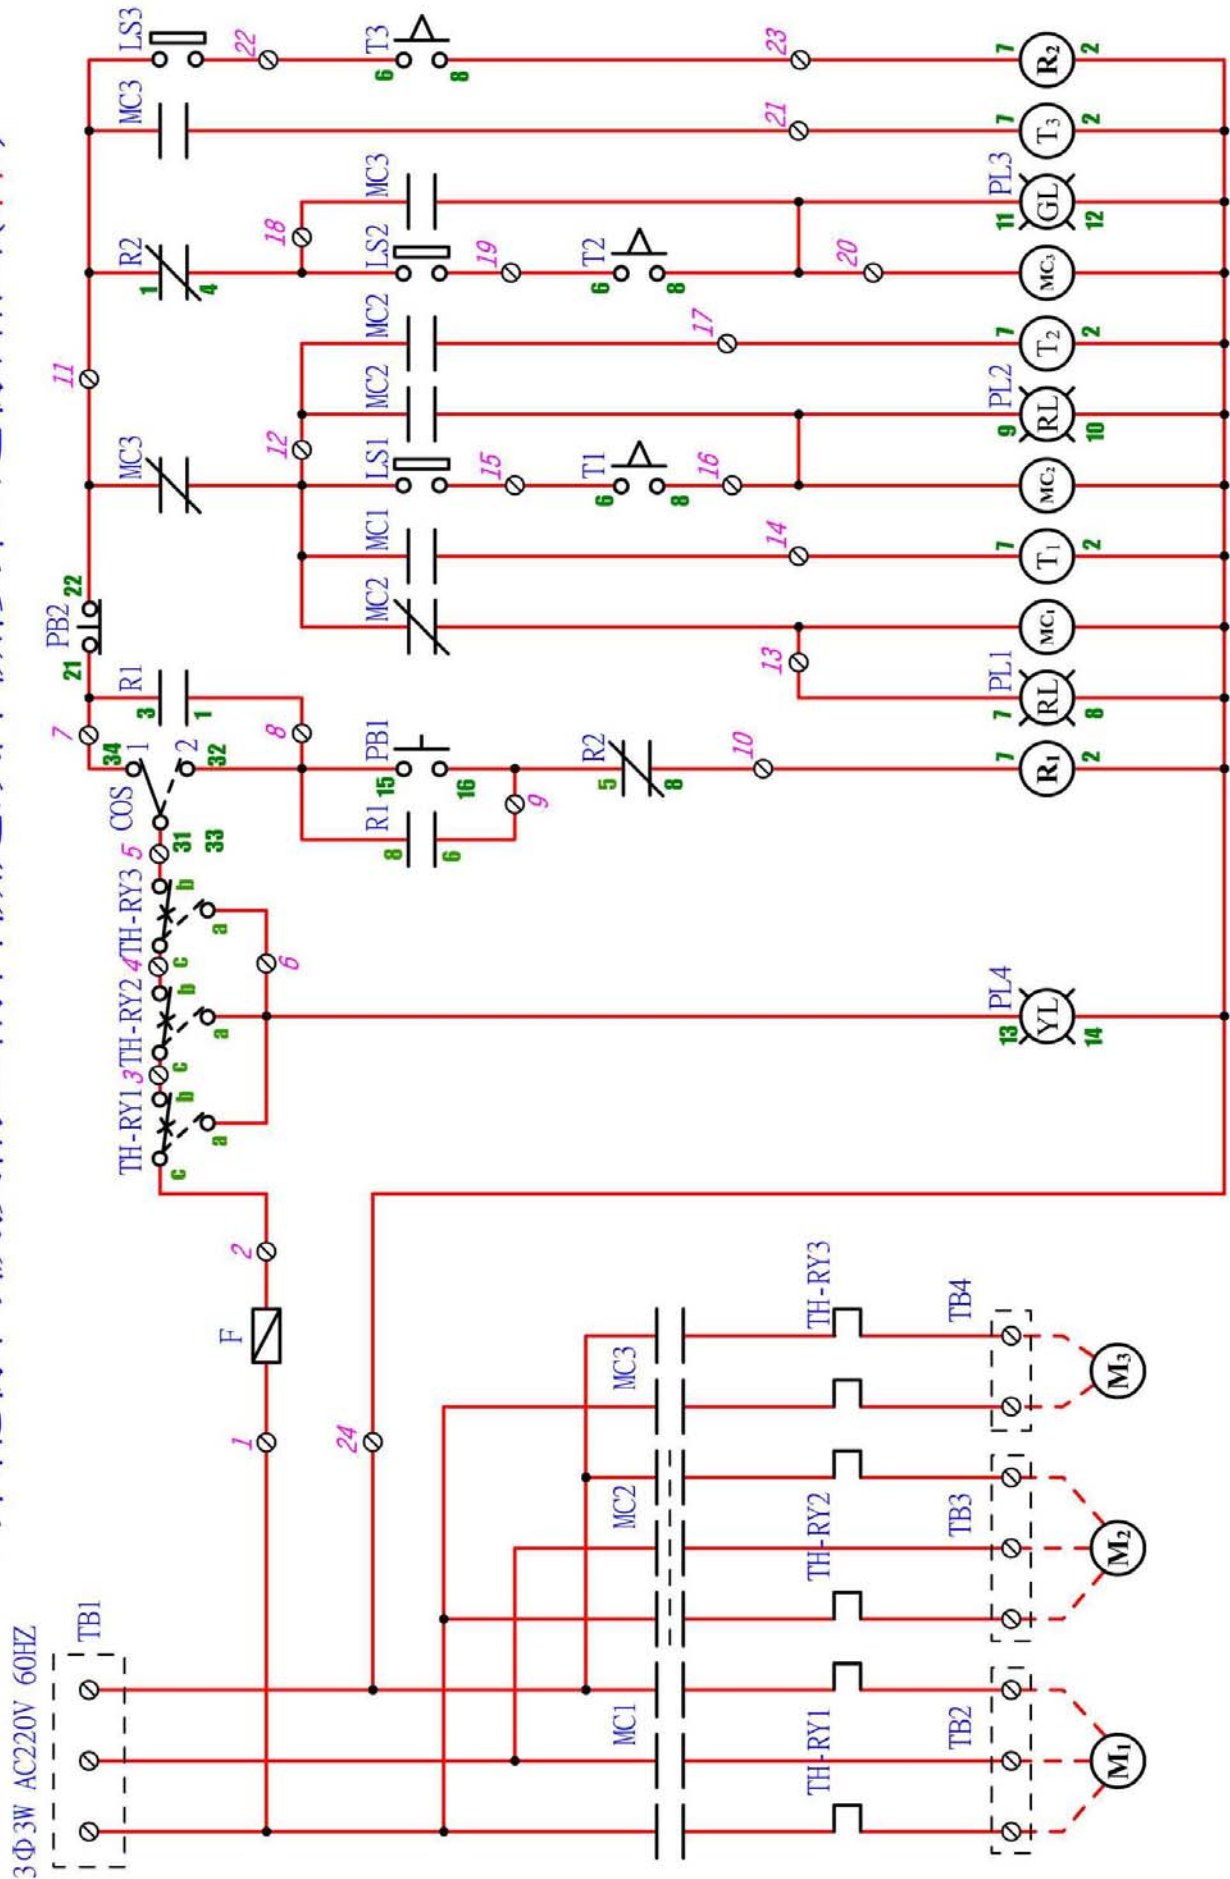 3Φ3W AC220V 60HZ
TB1
1
F
2
24
MC1
MC2
MC3
TH-RY1
TH-RY2
TH-RY3
TB2
TB3
TB4
M1
M2
M3
TH-RY1 3 TH-RY2 4 TH-RY3 5
c b c b c b
a a a
6
COS
31
33
34 1
2 32
7
R1
3 1
8
PB2
21 22
11
MC3
R2
1 4
MC3
LS3
22
R1
8 6
9
PB1
15 16
R2
5 8
10
12
MC2
MC1
LS1
15
T1
6 8
16
MC2
MC2
18
LS2
19
T2
6 8
MC3
20
T3
6 8
13
14
17
21
23
PL4
13 YL 14
7 R1 2
PL1
7 RL 8
MC1
7 T1 2
MC2
PL2
9 RL 10
7 T2 2
MC3
PL3
11 GL 12
7 T3 2
7 R2 2